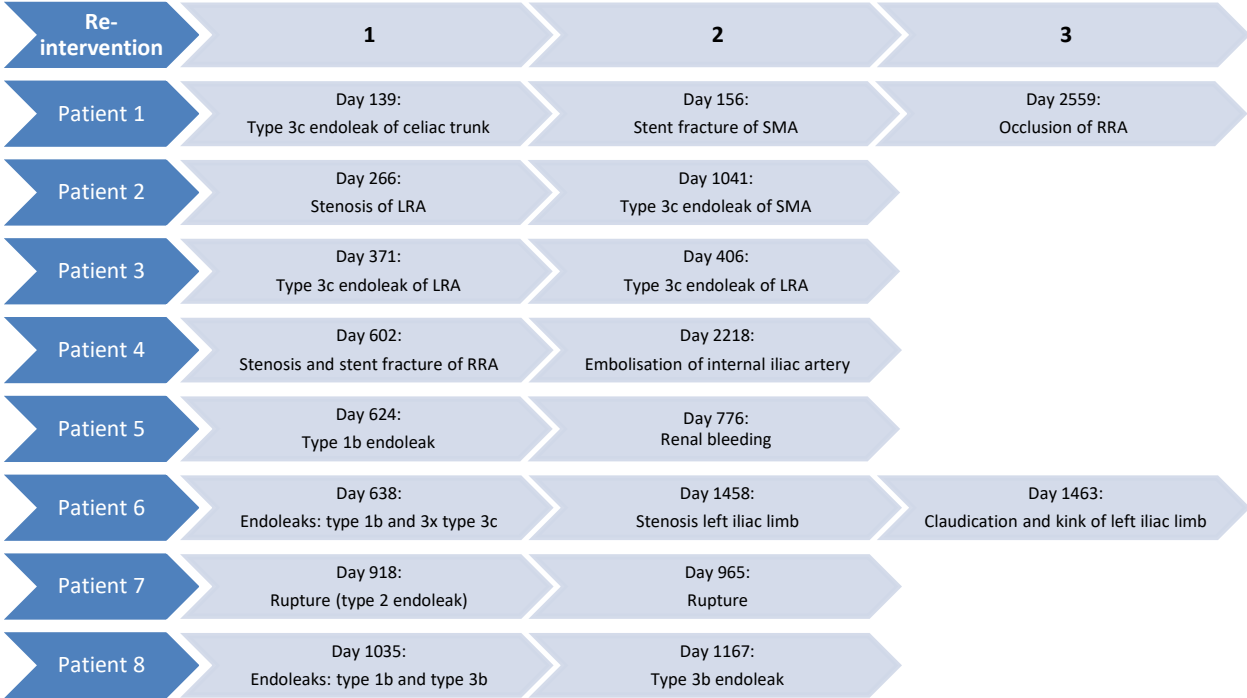 Re-
intervention
1
2
3
Patient 1
Day 139:
Type 3c endoleak of celiac trunk
Day 156:
Stent fracture of SMA
Day 2559:
Occlusion of RRA
Patient 2
Day 266:
Stenosis of LRA
Day 1041:
Type 3c endoleak of SMA
Patient 3
Day 371:
Type 3c endoleak of LRA
Day 406:
Type 3c endoleak of LRA
Patient 4
Day 602:
Stenosis and stent fracture of RRA
Day 2218:
Embolisation of internal iliac artery
Patient 5
Day 624:
Type 1b endoleak
Day 776:
Renal bleeding
Patient 6
Day 638:
Endoleaks: type 1b and 3x type 3c
Day 1458:
Stenosis left iliac limb
Day 1463:
Claudication and kink of left iliac limb
Patient 7
Day 918:
Rupture (type 2 endoleak)
Day 965:
Rupture
Patient 8
Day 1035:
Endoleaks: type 1b and type 3b
Day 1167:
Type 3b endoleak